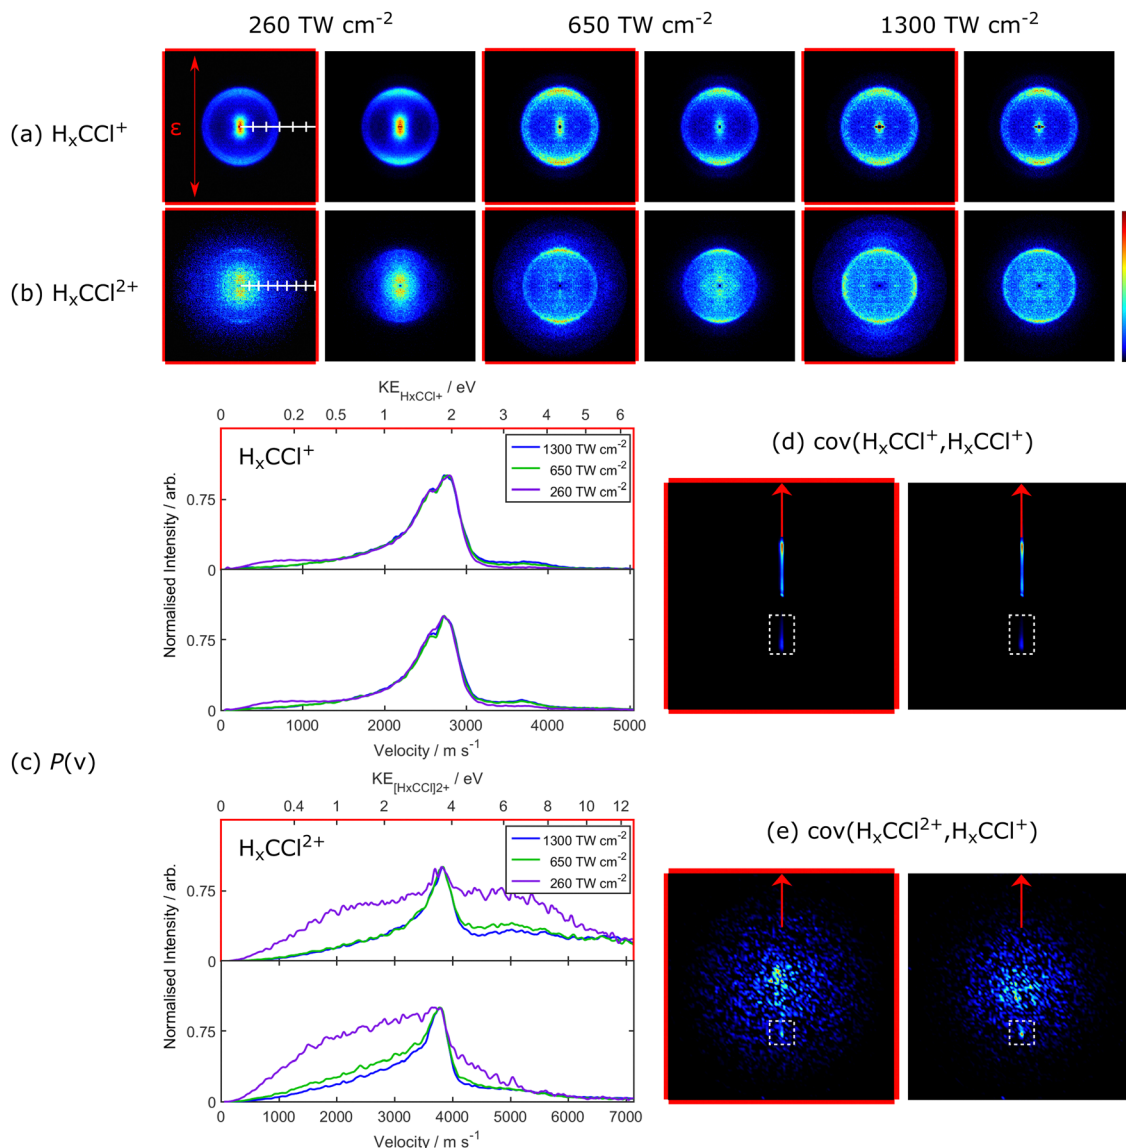 260 TW cm⁻² 650 TW cm⁻² 1300 TW cm⁻²
(a) HₓCCl⁺
ε
(b) HₓCCl²⁺
KE_HxCCl+ / eV
0 0.2 0.5 1 2 3 4 5 6
HₓCCl⁺
1300 TW cm⁻²
650 TW cm⁻²
260 TW cm⁻²
0.75
0
0.75
0
Normalised Intensity / arb.
0 1000 2000 3000 4000 5000
Velocity / m s⁻¹
(d) cov(HₓCCl⁺,HₓCCl⁺)
(c) P(v)
KE_[HxCCl]2+ / eV
0 0.4 1 2 4 6 8 10 12
HₓCCl²⁺
1300 TW cm⁻²
650 TW cm⁻²
260 TW cm⁻²
0.75
0
0.75
0
Normalised Intensity / arb.
0 1000 2000 3000 4000 5000 6000 7000
Velocity / m s⁻¹
(e) cov(HₓCCl²⁺,HₓCCl⁺)